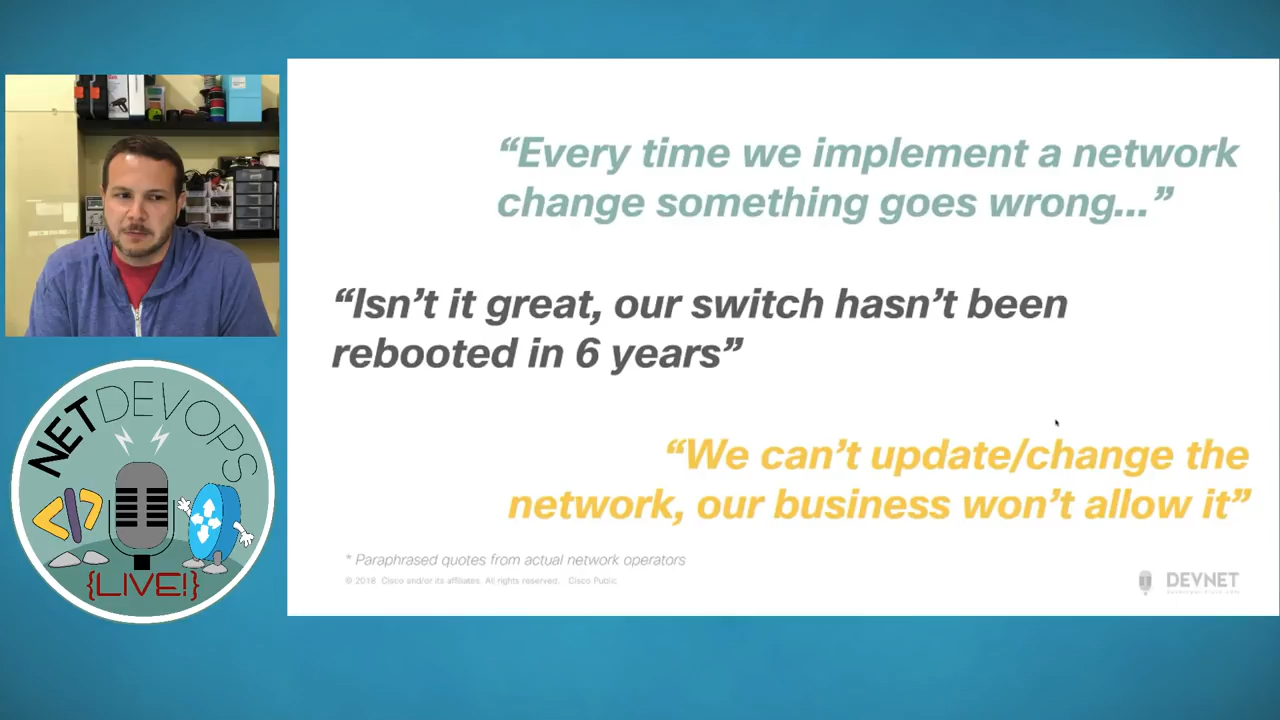 “Every time we implement a network
change something goes wrong...”
“Isn’t it great, our switch hasn’t been
rebooted in 6 years”
“We can’t update/change the
network, our business won’t allow it”
* Paraphrased quotes from actual network operators
© 2018 Cisco and/or its affiliates. All rights reserved. Cisco Public
DEVNET
NETDEVOPS
</>
{LIVE!}